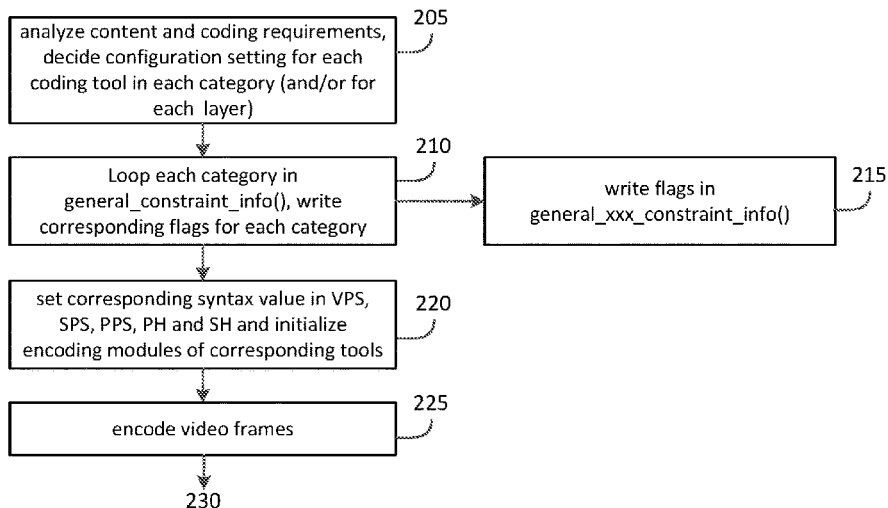 205
analyze content and coding requirements,
decide configuration setting for each
coding tool in each category (and/or for
each layer)
210
Loop each category in
general_constraint_info(), write
corresponding flags for each category
215
write flags in
general_xxx_constraint_info()
220
set corresponding syntax value in VPS,
SPS, PPS, PH and SH and initialize
encoding modules of corresponding tools
225
encode video frames
230